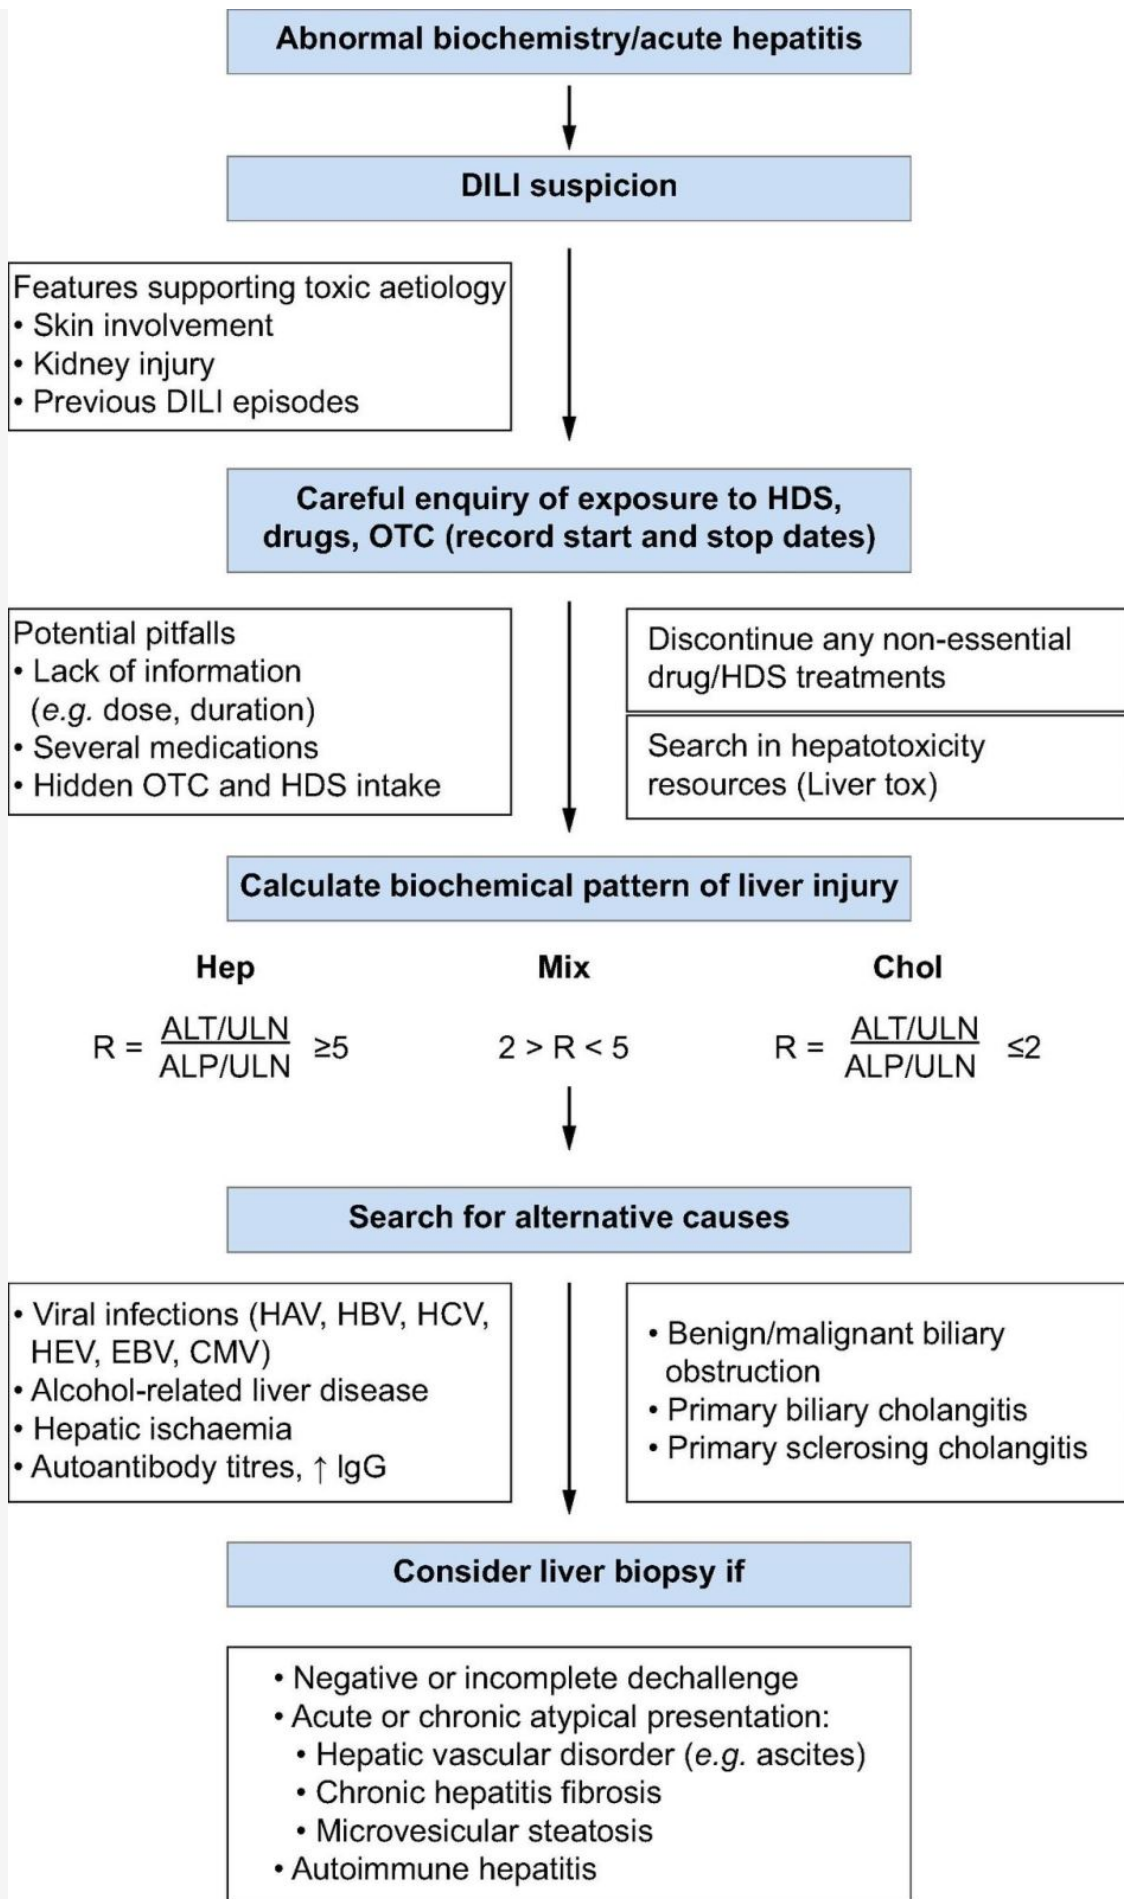 Abnormal biochemistry/acute hepatitis
DILI suspicion
Features supporting toxic aetiology
• Skin involvement
• Kidney injury
• Previous DILI episodes
Careful enquiry of exposure to HDS,
drugs, OTC (record start and stop dates)
Potential pitfalls
• Lack of information
(e.g. dose, duration)
• Several medications
• Hidden OTC and HDS intake
Discontinue any non-essential
drug/HDS treatments
Search in hepatotoxicity
resources (Liver tox)
Calculate biochemical pattern of liver injury
Hep
R = ALT/ULN
ALP/ULN
≥5
Mix
2 > R < 5
Chol
R = ALT/ULN
ALP/ULN
≤2
Search for alternative causes
• Viral infections (HAV, HBV, HCV,
HEV, EBV, CMV)
• Alcohol-related liver disease
• Hepatic ischaemia
• Autoantibody titres, ↑ IgG
• Benign/malignant biliary
obstruction
• Primary biliary cholangitis
• Primary sclerosing cholangitis
Consider liver biopsy if
• Negative or incomplete dechallenge
• Acute or chronic atypical presentation:
• Hepatic vascular disorder (e.g. ascites)
• Chronic hepatitis fibrosis
• Microvesicular steatosis
• Autoimmune hepatitis